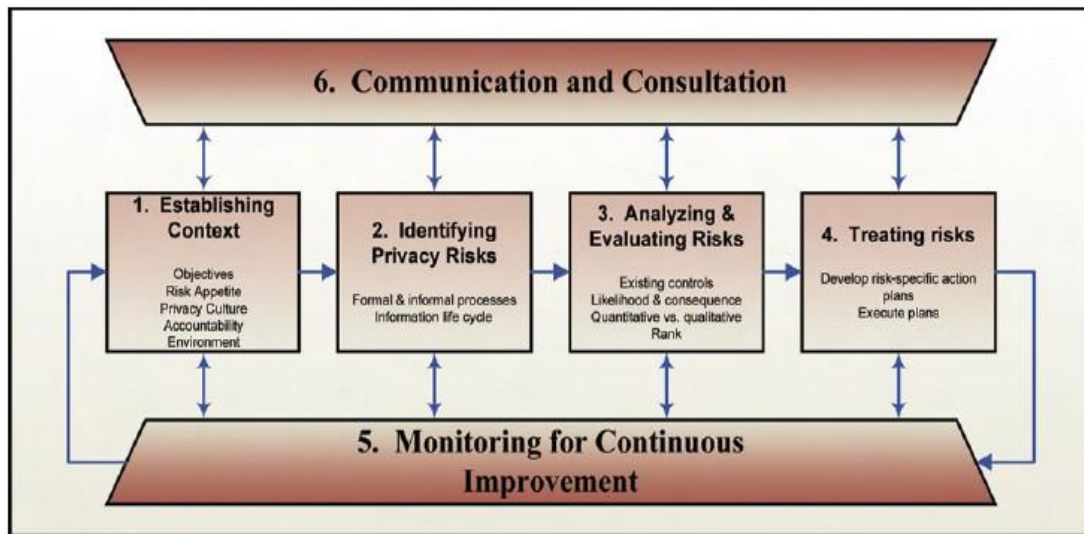 6. Communication and Consultation
1. Establishing
Context
Objectives
Risk Appetite
Privacy Culture
Accountability
Environment
2. Identifying
Privacy Risks
Formal & informal processes
Information life cycle
3. Analyzing &
Evaluating Risks
Existing controls
Likelihood & consequence
Quantitative vs. qualitative
Rank
4. Treating risks
Develop risk-specific action
plans
Execute plans
5. Monitoring for Continuous
Improvement